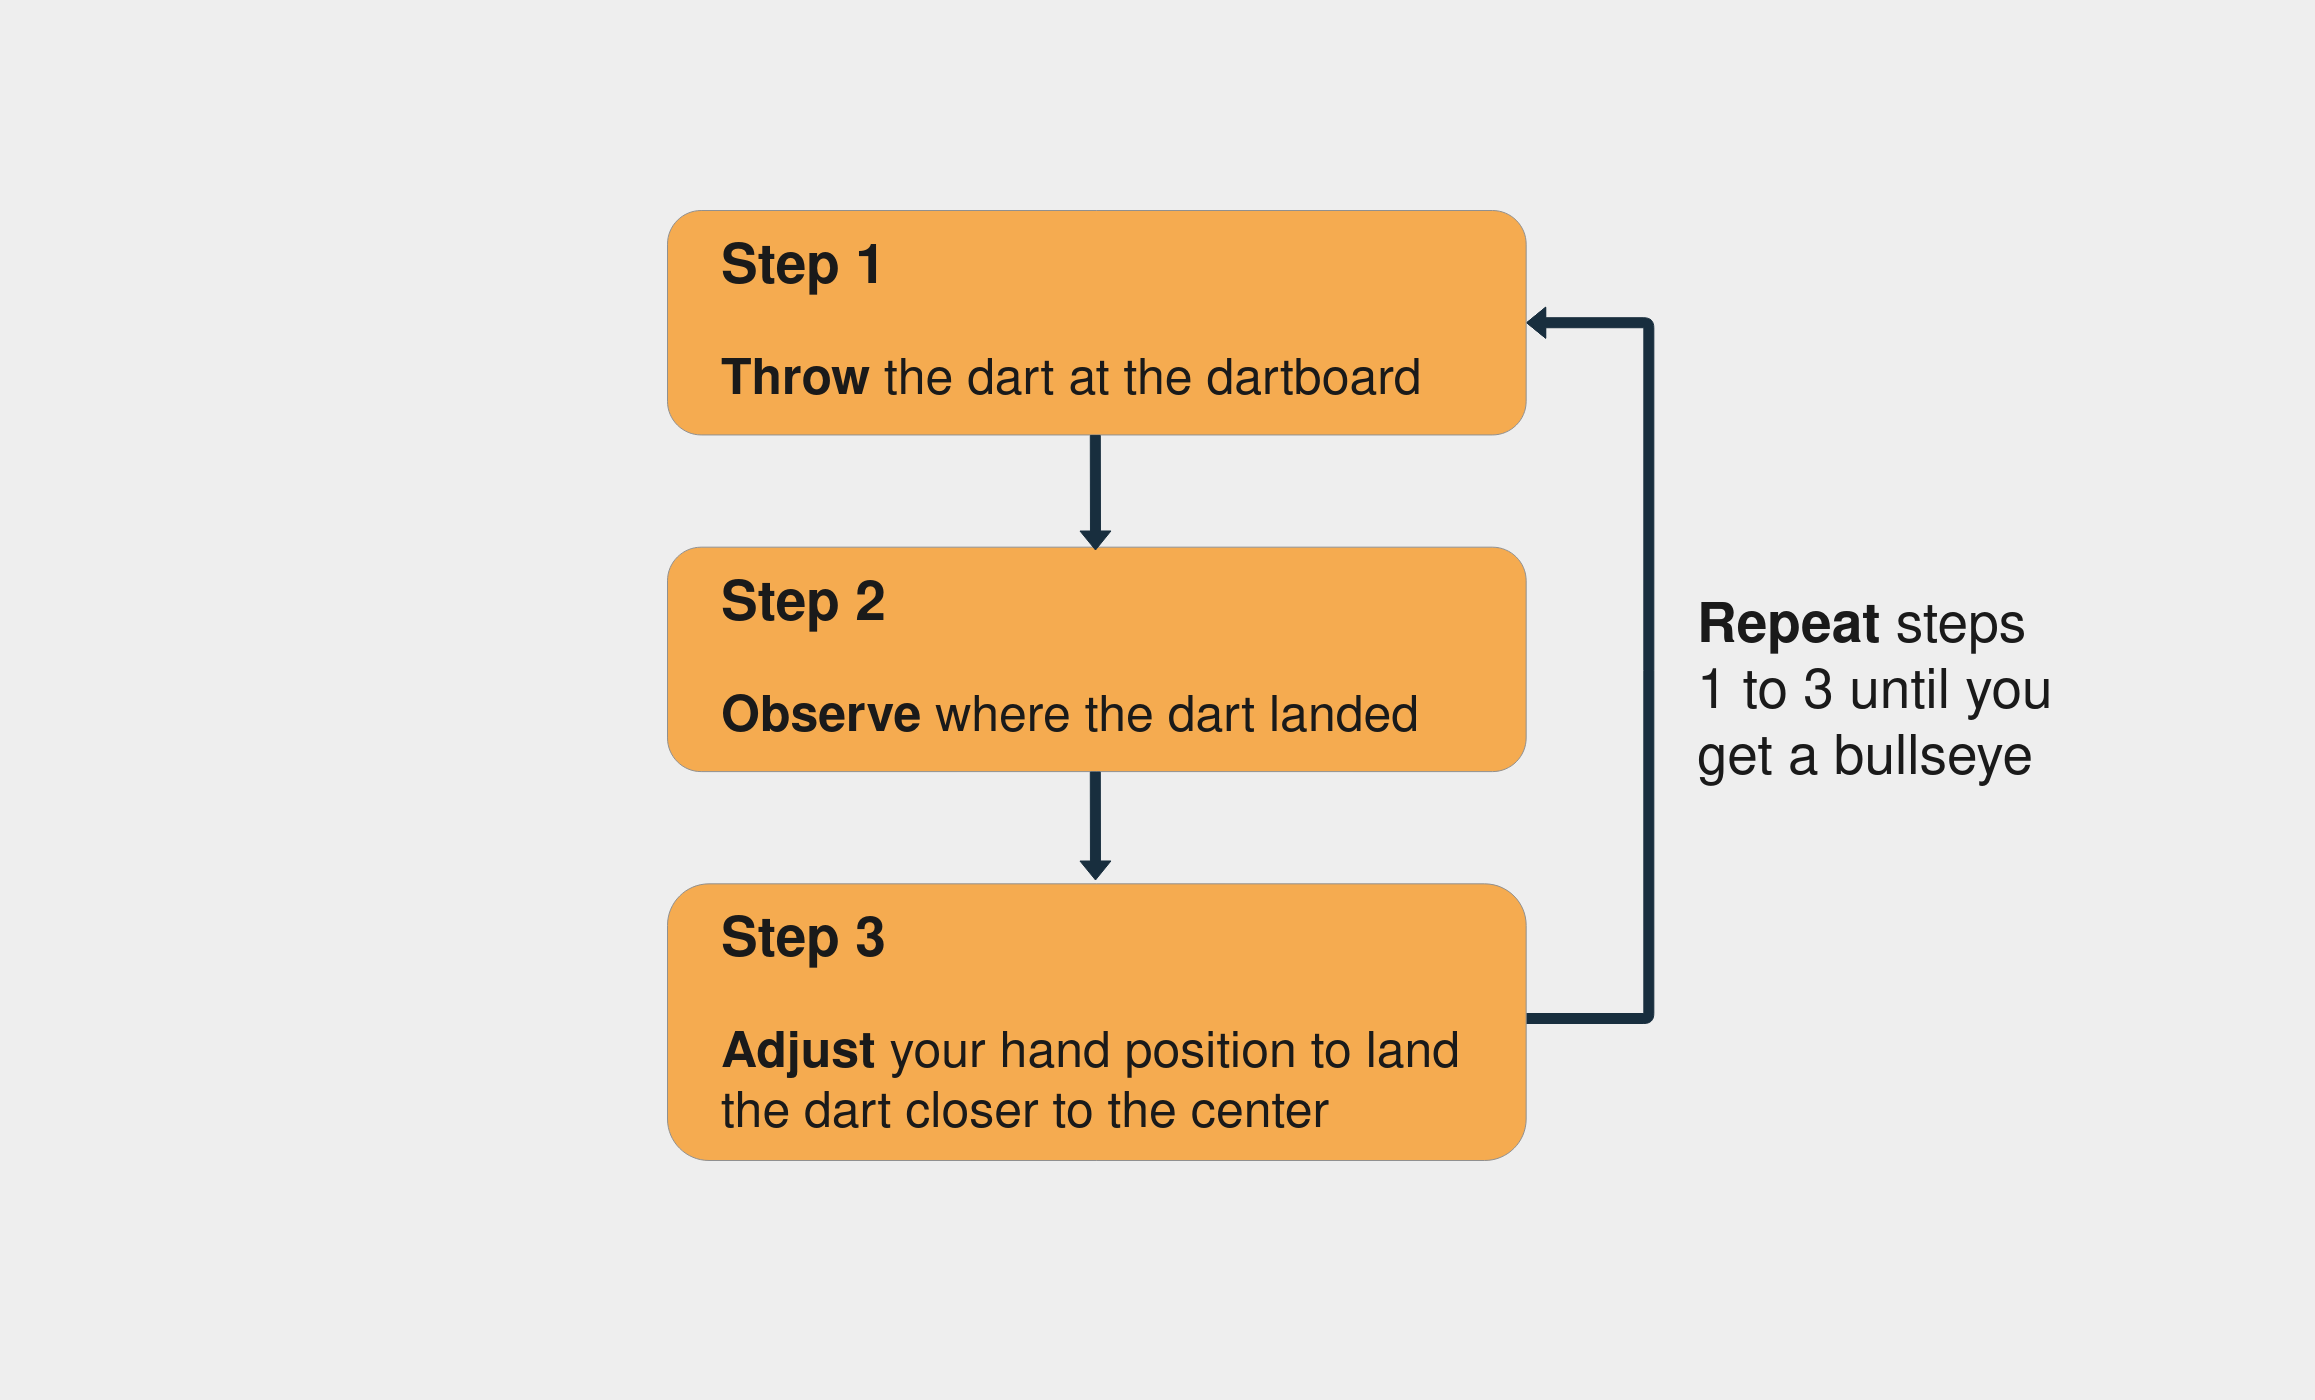 Step 1
Throw the dart at the dartboard
Step 2
Observe where the dart landed
Step 3
Adjust your hand position to land
the dart closer to the center
Repeat steps
1 to 3 until you
get a bullseye